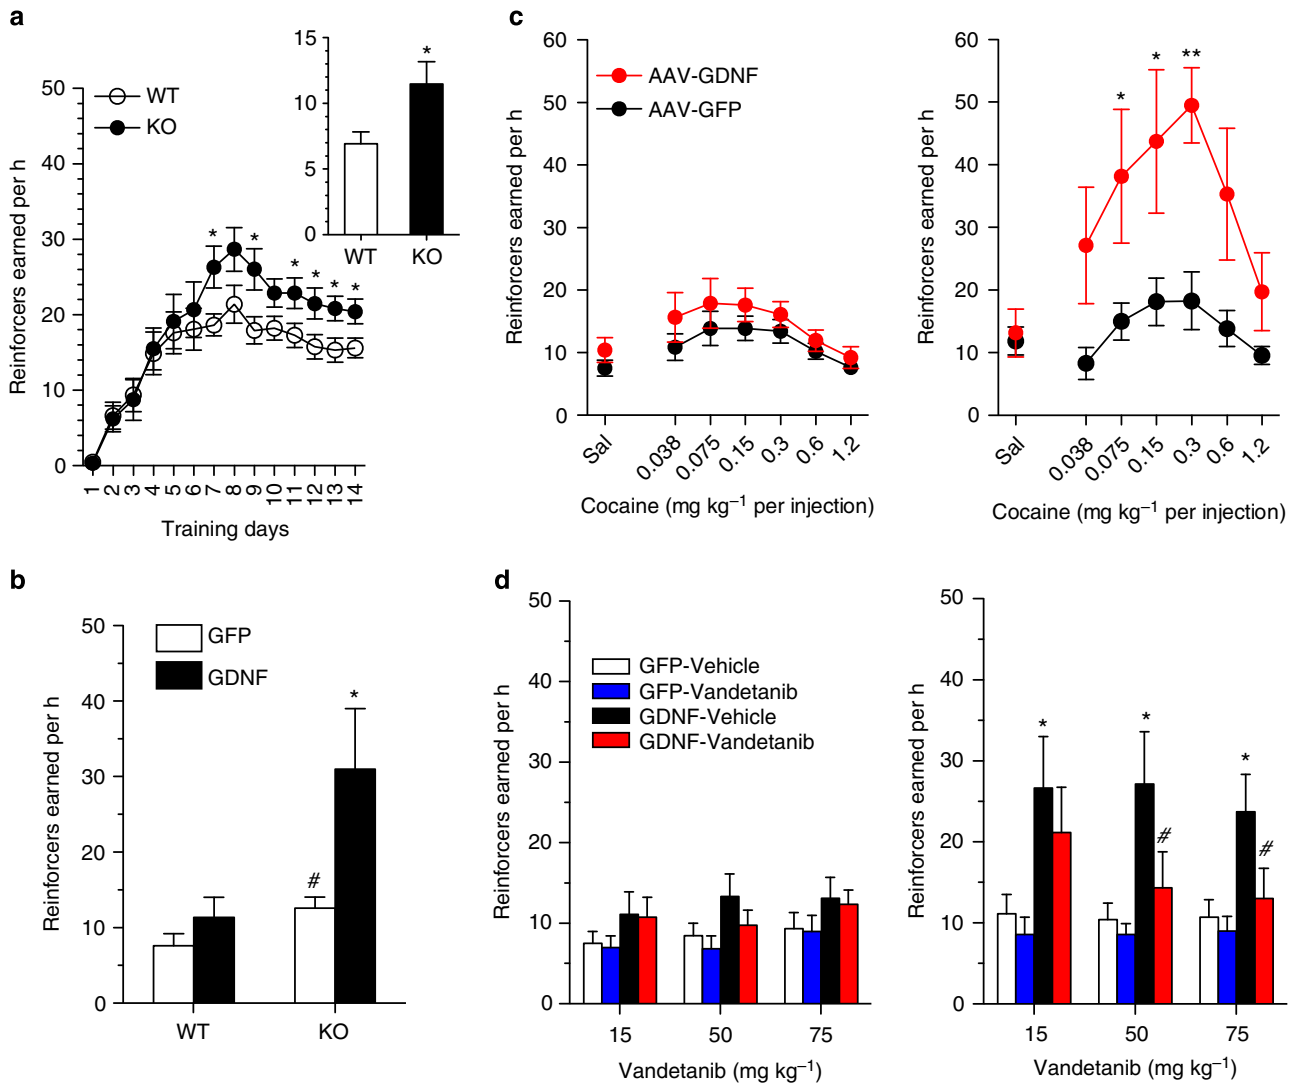 a
15
10
5
0
*
WT
KO
50
40
30
20
10
0
WT
KO
Reinforcers earned per h
* * * * * *
1 2 3 4 5 6 7 8 9 10 11 12 13 14
Training days
c
60
50
40
30
20
10
0
AAV-GDNF
AAV-GFP
Reinforcers earned per h
Sal 0.038 0.075 0.15 0.3 0.6 1.2
Cocaine (mg kg⁻¹ per injection)
60
50
40
30
20
10
0
* * **
Reinforcers earned per h
Sal 0.038 0.075 0.15 0.3 0.6 1.2
Cocaine (mg kg⁻¹ per injection)
b
50
40
30
20
10
0
GFP
GDNF
Reinforcers earned per h
# *
WT KO
d
50
40
30
20
10
0
GFP-Vehicle
GFP-Vandetanib
GDNF-Vehicle
GDNF-Vandetanib
Reinforcers earned per h
15 50 75
Vandetanib (mg kg⁻¹)
50
40
30
20
10
0
* * # * #
Reinforcers earned per h
15 50 75
Vandetanib (mg kg⁻¹)